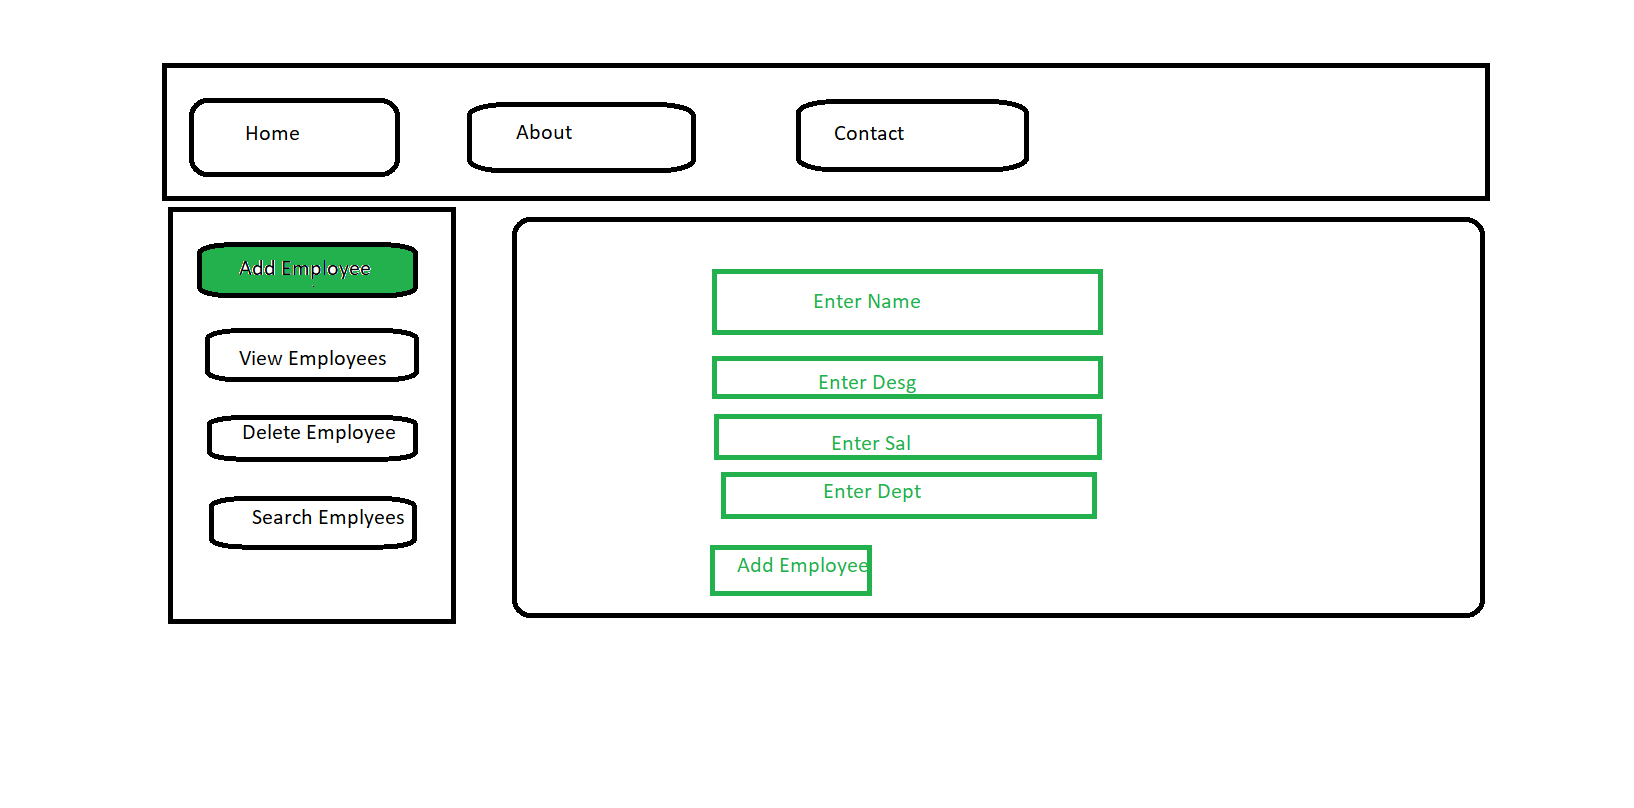 Home
About
Contact
Add Employee
View Employees
Delete Employee
Search Emplyees
Enter Name
Enter Desg
Enter Sal
Enter Dept
Add Employee